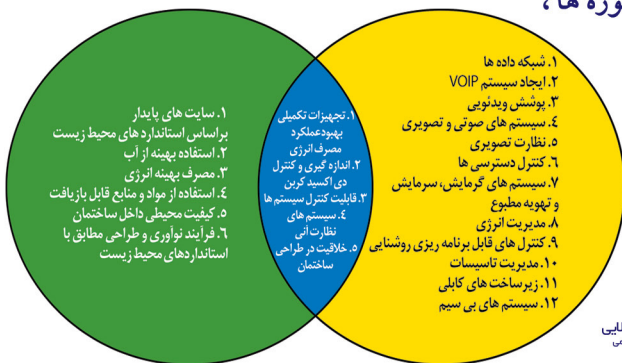 وزه ها،
۱. شبکه داده ها
۲. ایجاد سیستم VOIP
۳. پوشش ویدئویی
۴. سیستم های صوتی و تصویری
۵. نظارت تصویری
۶. کنترل دسترسی ها
۷. سیستم های گرمایش، سرمایش
و تهویه مطبوع
۸. مدیریت انرژی
۹. کنترل های قابل برنامه ریزی روشنایی
۱۰. مدیریت تاسیسات
۱۱. زیرساخت های کابلی
۱۲. سیستم های بی سیم
۱. تجهیزات تکمیلی
بهبودعملکرد
مصرف انرژی
۲. اندازه گیری و کنترل
دی اکسید کربن
۳. قابلیت کنترل سیستم ها
۴. سیستم های
نظارت آنی
۵. خلاقیت در طراحی
ساختمان
۱. سایت های پایدار
براساس استانداردهای محیط زیست
۲. استفاده بهینه از آب
۳. مصرف بهینه انرژی
۴. استفاده از مواد و منابع قابل بازیافت
۵. کیفیت محیطی داخل ساختمان
۶. فرآیند نوآوری و طراحی مطابق با
استانداردهای محیط زیست
لایی
می